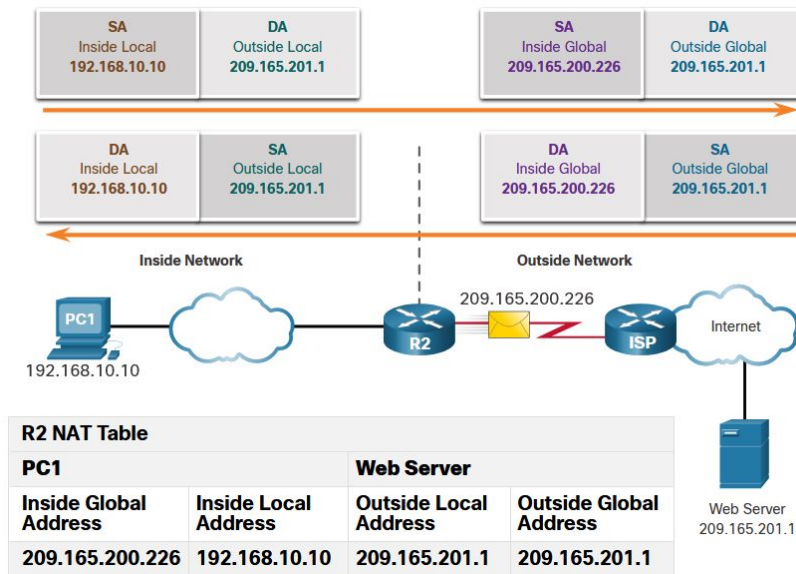 SA
Inside Local
192.168.10.10
DA
Outside Local
209.165.201.1
SA
Inside Global
209.165.200.226
DA
Outside Global
209.165.201.1
DA
Inside Local
192.168.10.10
SA
Outside Local
209.165.201.1
DA
Inside Global
209.165.200.226
SA
Outside Global
209.165.201.1
Inside Network
Outside Network
209.165.200.226
PC1
R2
ISP
Internet
192.168.10.10
Web Server
209.165.201.1
R2 NAT Table
PC1 Web Server
Inside Global Address
Inside Local Address
Outside Local Address
Outside Global Address
209.165.200.226 192.168.10.10 209.165.201.1 209.165.201.1